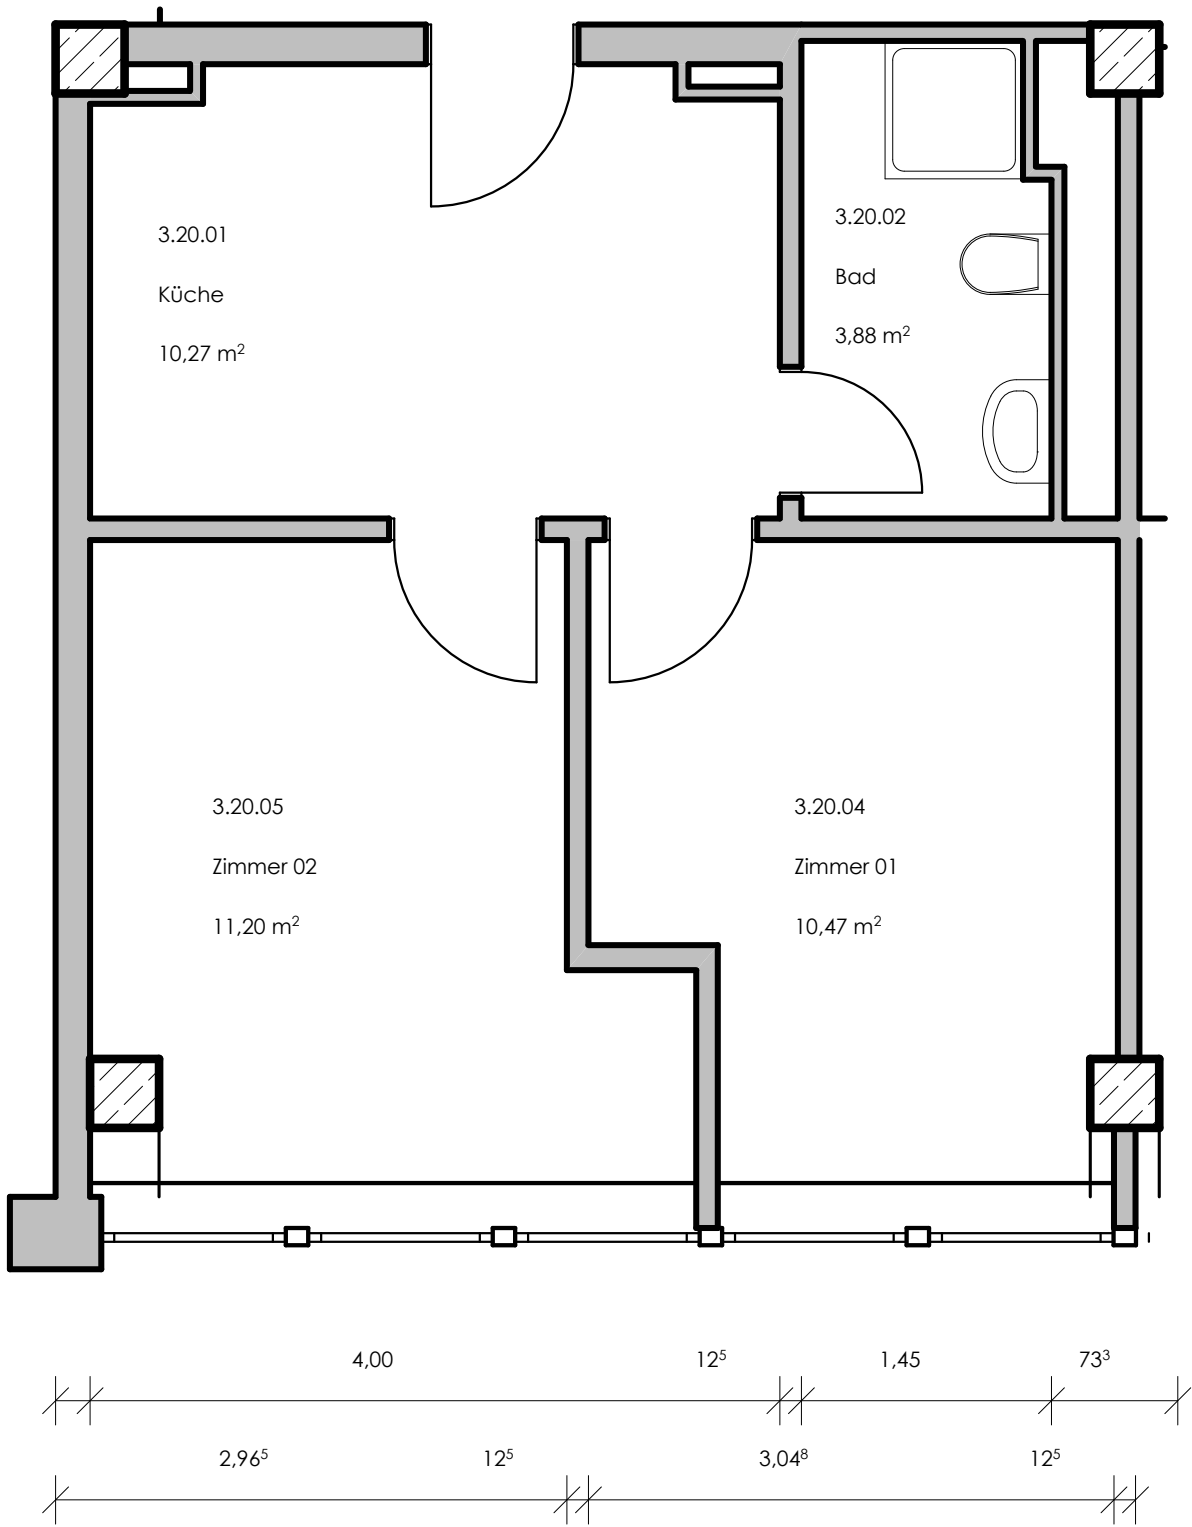 3.20.01
Küche
10,27 m²
3.20.02
Bad
3,88 m²
3.20.05
Zimmer 02
11,20 m²
3.20.04
Zimmer 01
10,47 m²
4,00 12⁵ 1,45 73³
2,96⁵ 12⁵ 3,04⁸ 12⁵